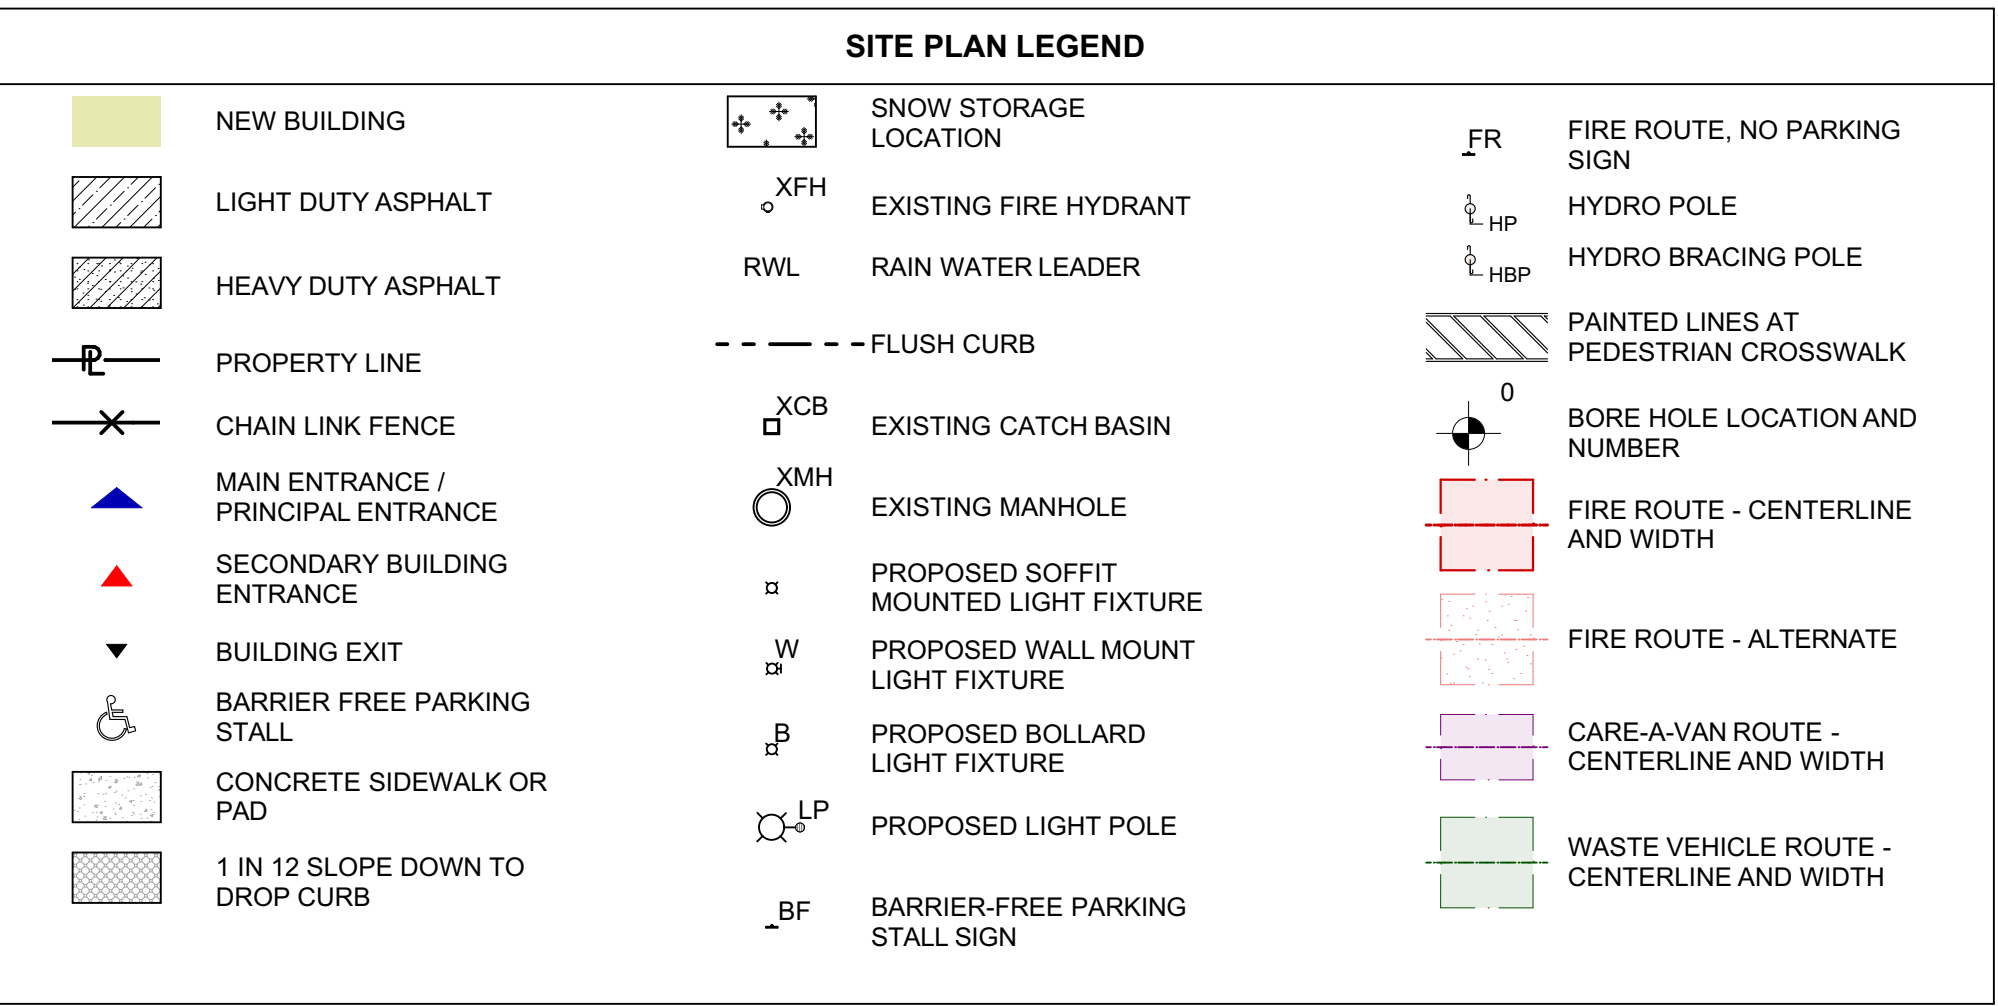 SITE PLAN LEGEND
NEW BUILDING
LIGHT DUTY ASPHALT
HEAVY DUTY ASPHALT
PL
PROPERTY LINE
CHAIN LINK FENCE
MAIN ENTRANCE /
PRINCIPAL ENTRANCE
SECONDARY BUILDING
ENTRANCE
BUILDING EXIT
BARRIER FREE PARKING
STALL
CONCRETE SIDEWALK OR
PAD
1 IN 12 SLOPE DOWN TO
DROP CURB
SNOW STORAGE
LOCATION
XFH
EXISTING FIRE HYDRANT
RWL
RAIN WATER LEADER
FLUSH CURB
XCB
EXISTING CATCH BASIN
XMH
EXISTING MANHOLE
PROPOSED SOFFIT
MOUNTED LIGHT FIXTURE
W
PROPOSED WALL MOUNT
LIGHT FIXTURE
B
PROPOSED BOLLARD
LIGHT FIXTURE
LP
PROPOSED LIGHT POLE
BF
BARRIER-FREE PARKING
STALL SIGN
FR
FIRE ROUTE, NO PARKING
SIGN
HP
HYDRO POLE
HBP
HYDRO BRACING POLE
PAINTED LINES AT
PEDESTRIAN CROSSWALK
0
BORE HOLE LOCATION AND
NUMBER
FIRE ROUTE - CENTERLINE
AND WIDTH
FIRE ROUTE - ALTERNATE
CARE-A-VAN ROUTE -
CENTERLINE AND WIDTH
WASTE VEHICLE ROUTE -
CENTERLINE AND WIDTH